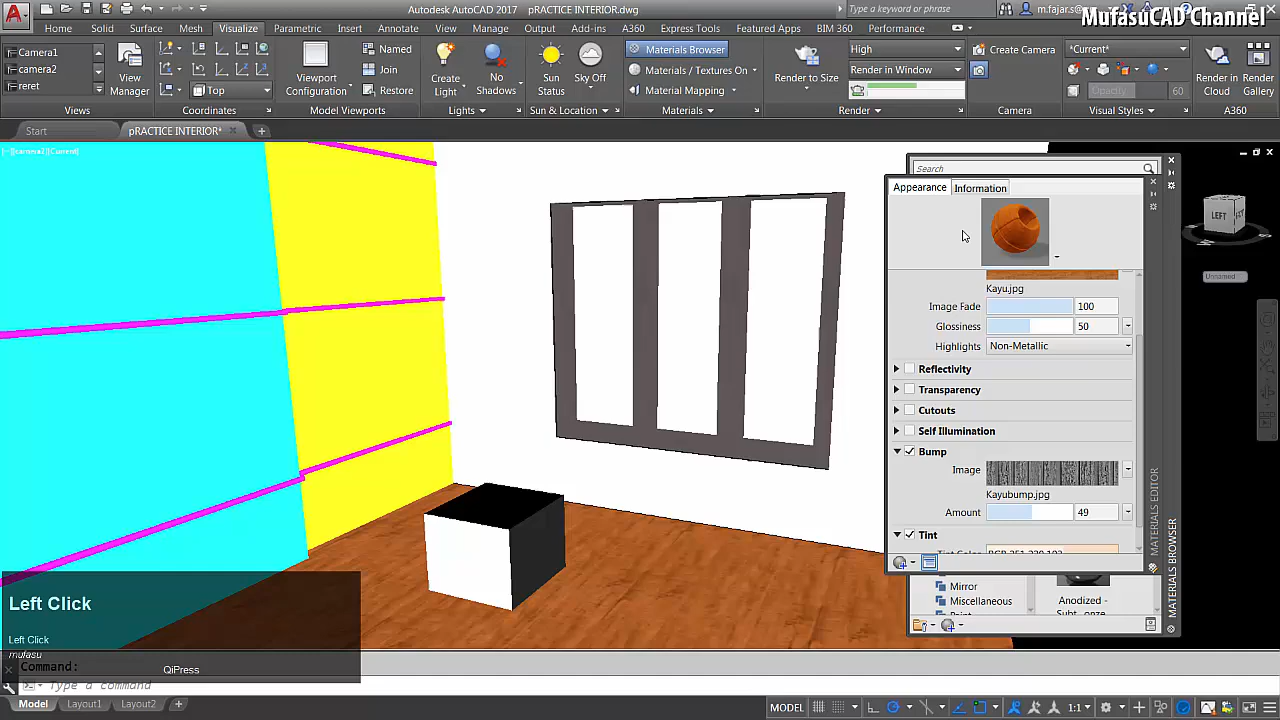 Autodesk AutoCAD 2017 pRACTICE INTERIOR.dwg
Type a keyword or phrase
m.fajar.s...
MufasuCAD Channel
Home Solid Surface Mesh Visualize Parametric Insert Annotate View Manage Output Add-ins A360 Express Tools Featured Apps BIM 360 Performance
Camera1
camera2
reret
View Manager
Views
Top
Coordinates
Viewport Configuration
Named
Join
Restore
Model Viewports
Create Light
No Shadows
Lights
Sun Status
Sky Off
Sun & Location
Materials Browser
Materials / Textures On
Material Mapping
Materials
Render to Size
High
Render in Window
Render
Create Camera
Camera
*Current*
Opacity 60
Visual Styles
Render in Cloud
Render Gallery
A360
Start
pRACTICE INTERIOR*
[−][camera2][Current]
Search
Appearance Information
Kayu.jpg
Image Fade 100
Glossiness 50
Highlights Non-Metallic
Reflectivity
Transparency
Cutouts
Self Illumination
Bump
Image
Kayubump.jpg
Amount 49
Tint
MATERIALS EDITOR
MATERIALS BROWSER
Mirror
Miscellaneous
Anodized -
LEFT
Unnamed
Left Click
Left Click
mufasu
Command:
QiPress
Type a command
Model Layout1 Layout2
MODEL
1:1